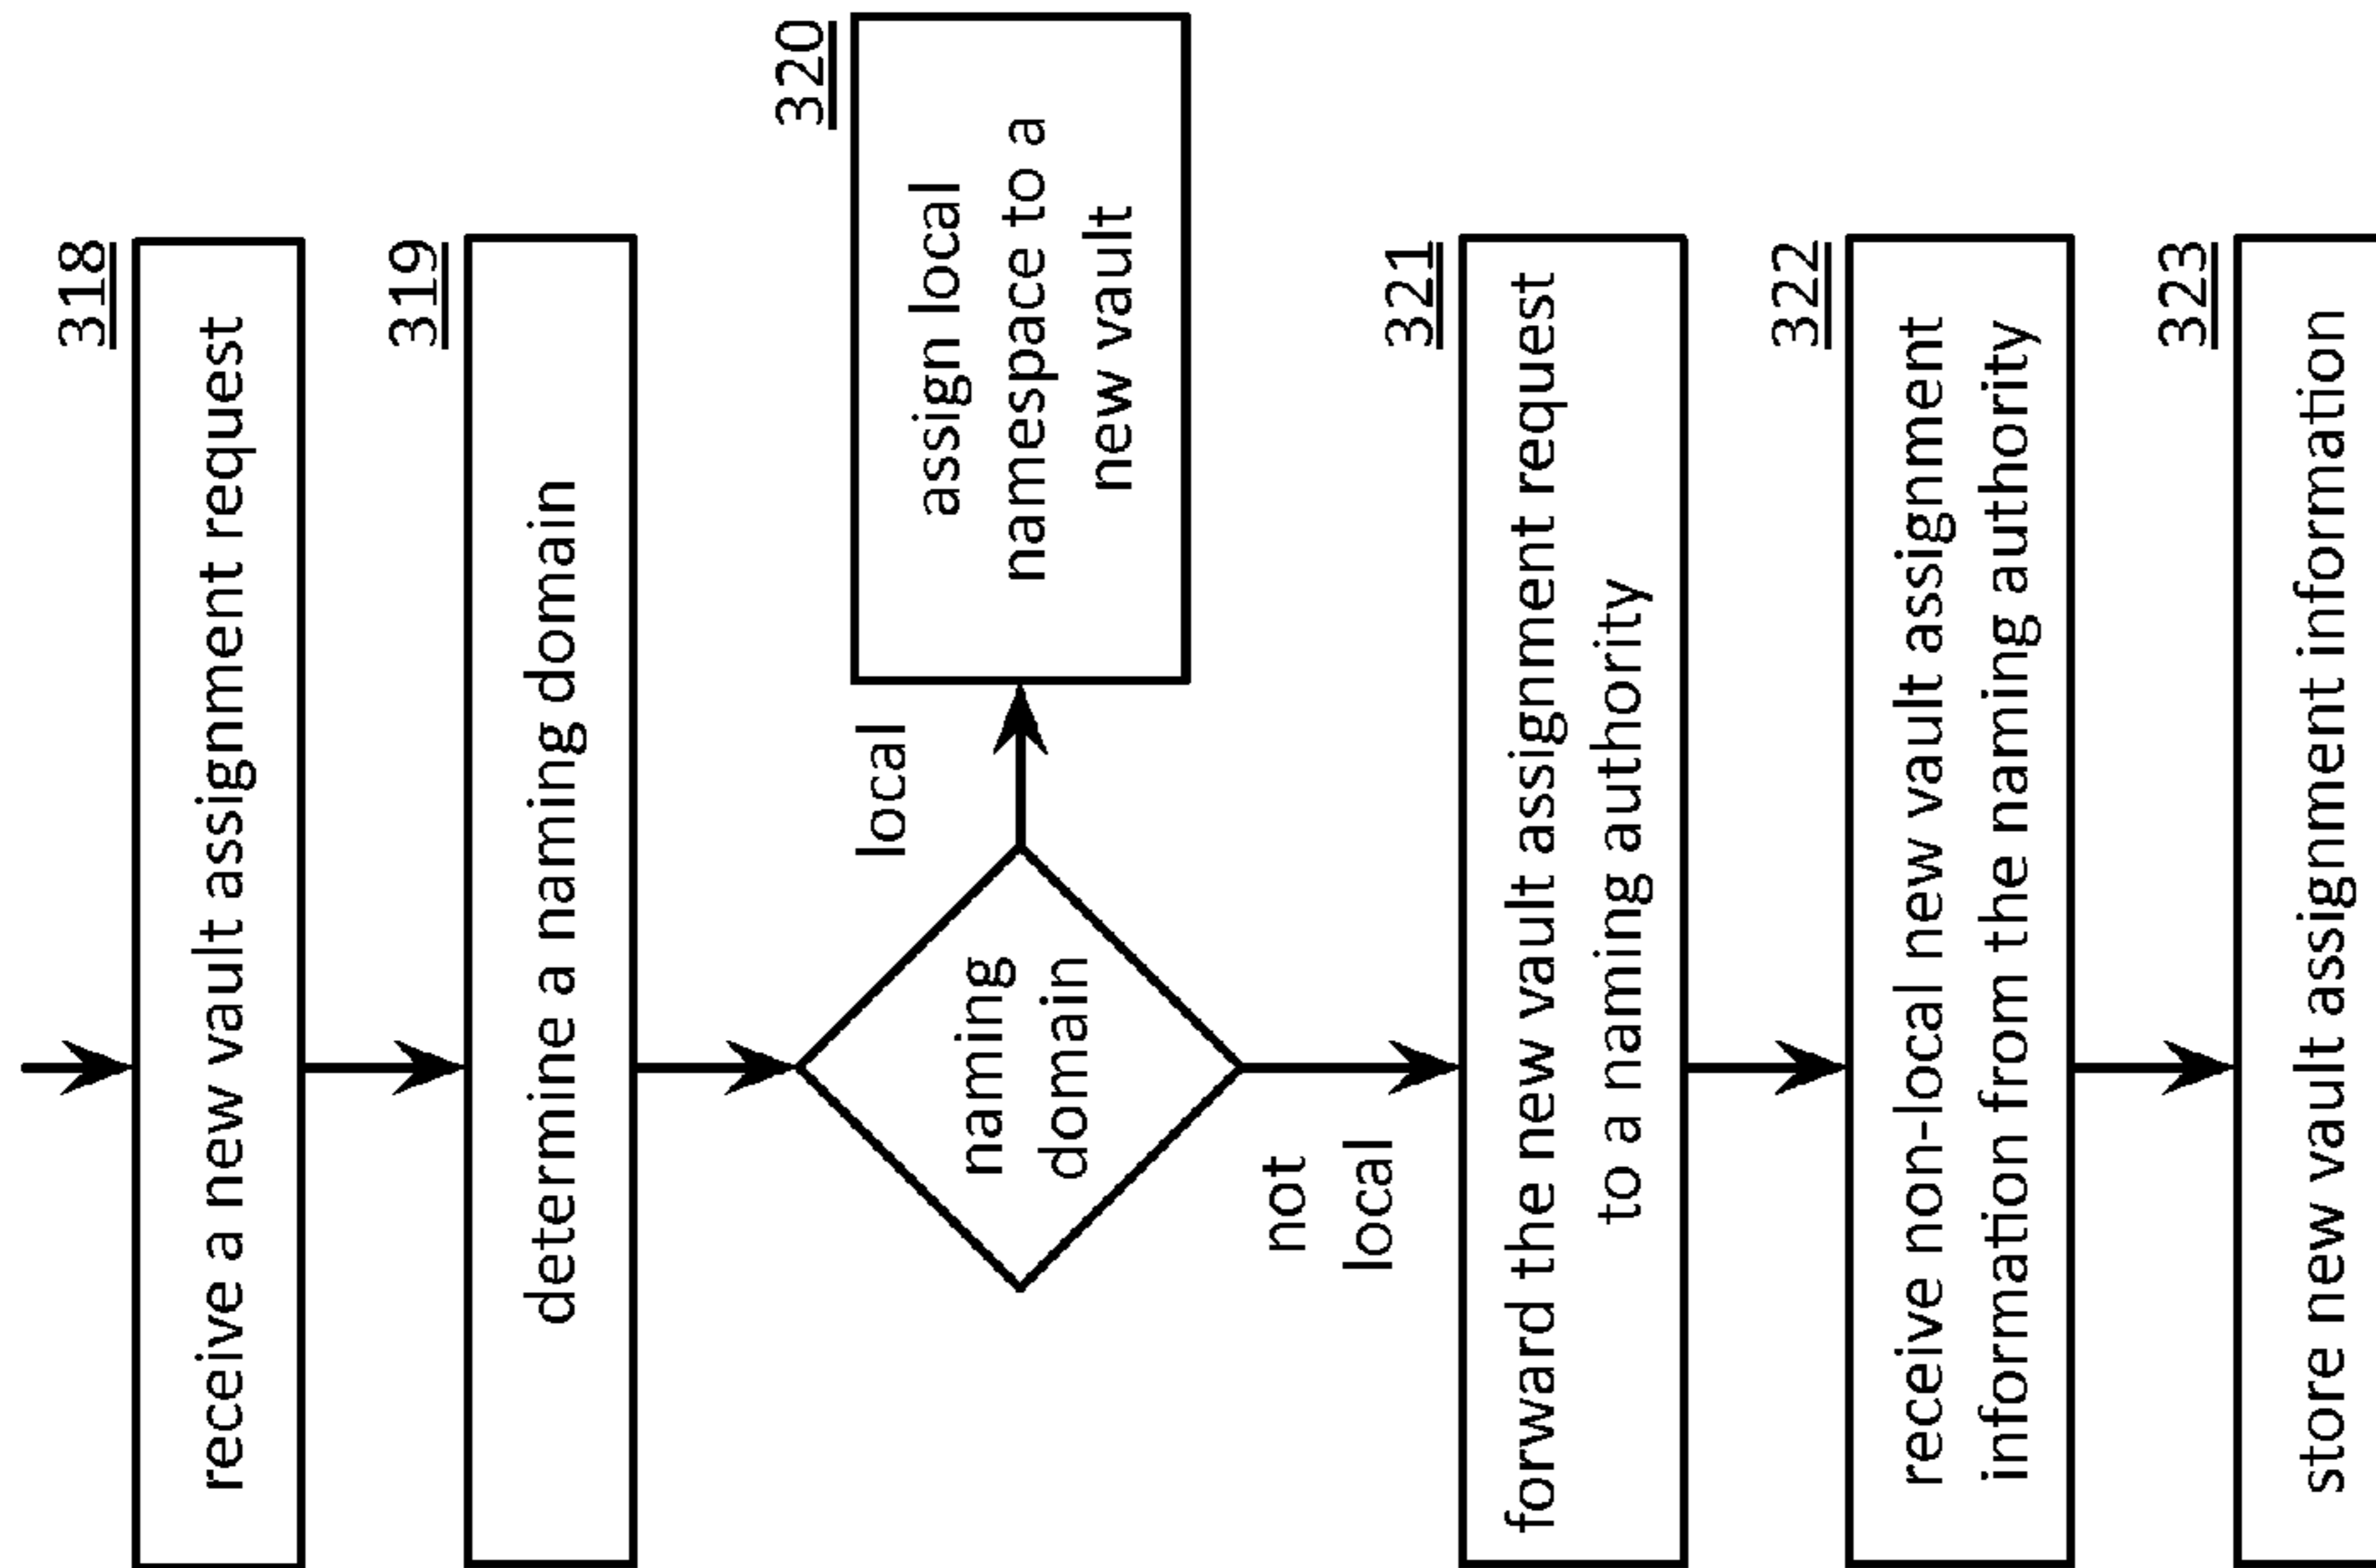 318
receive a new vault assignment request
319
determine a naming domain
naming
domain
local
320
assign local
namespace to a
new vault
not
local
321
forward the new vault assignment request
to a naming authority
322
receive non-local new vault assignment
information from the naming authority
323
store new vault assignment information